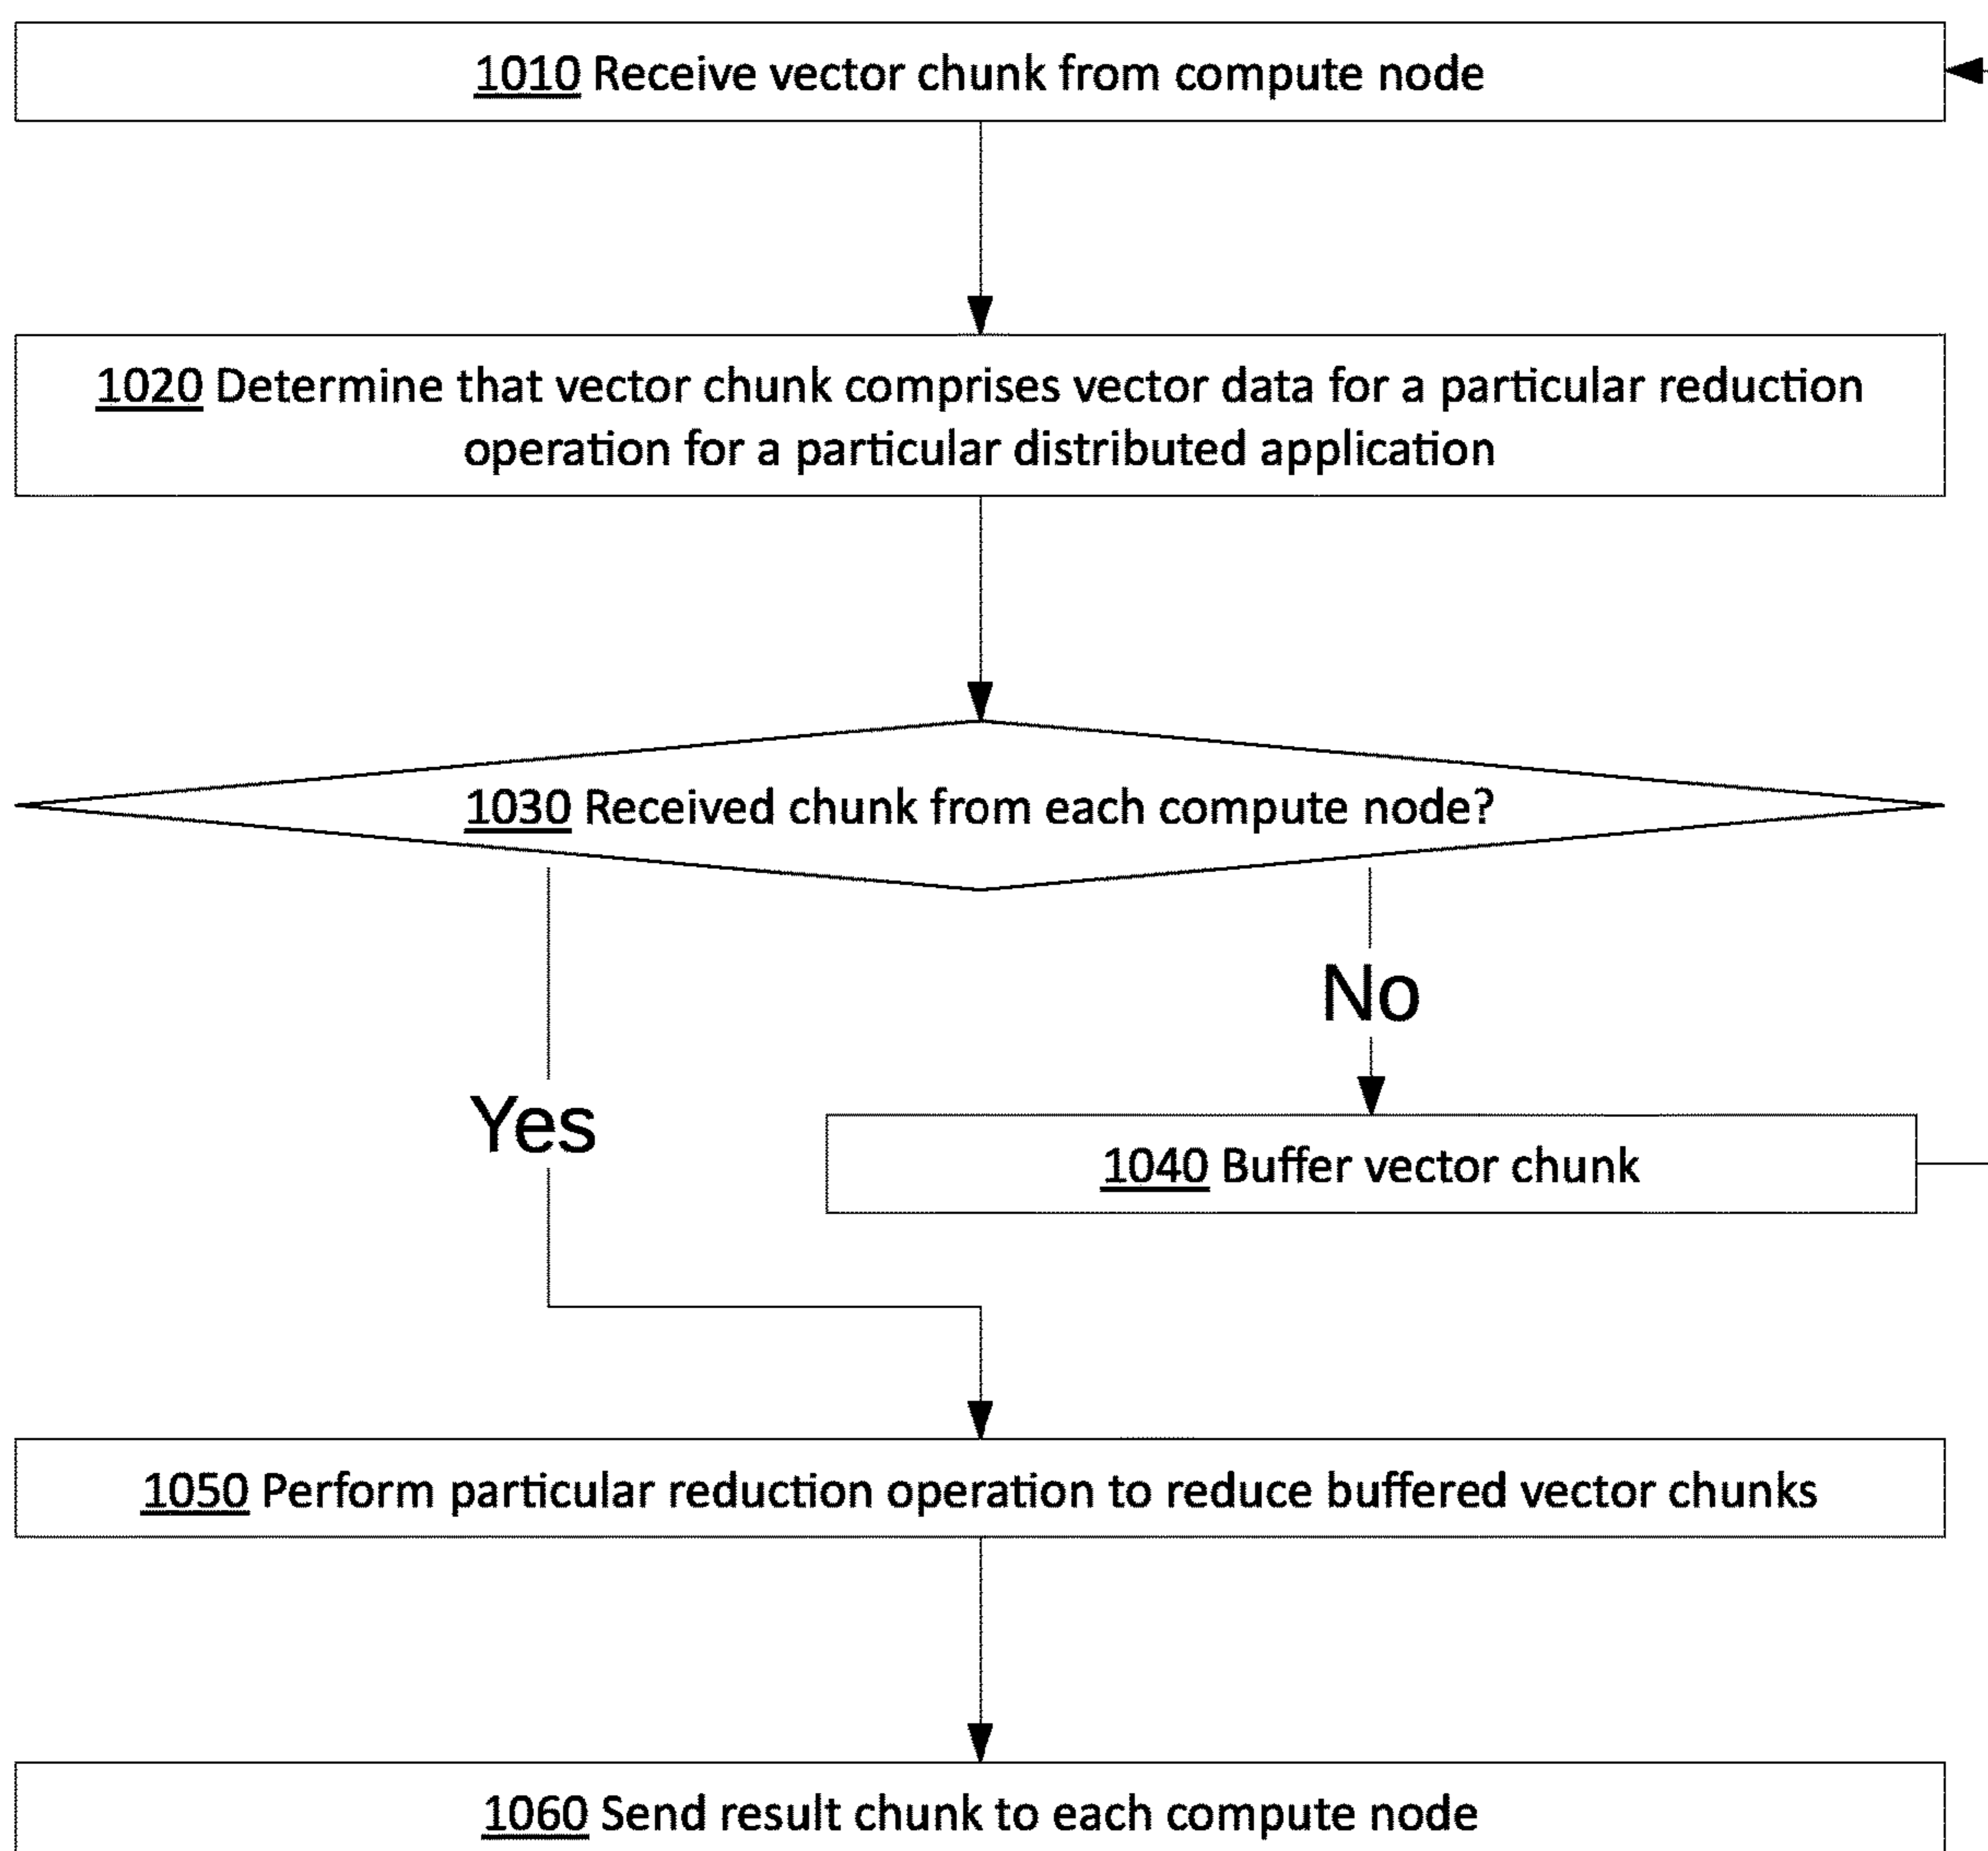 1010 Receive vector chunk from compute node
1020 Determine that vector chunk comprises vector data for a particular reduction
operation for a particular distributed application
1030 Received chunk from each compute node?
No
Yes
1040 Buffer vector chunk
1050 Perform particular reduction operation to reduce buffered vector chunks
1060 Send result chunk to each compute node